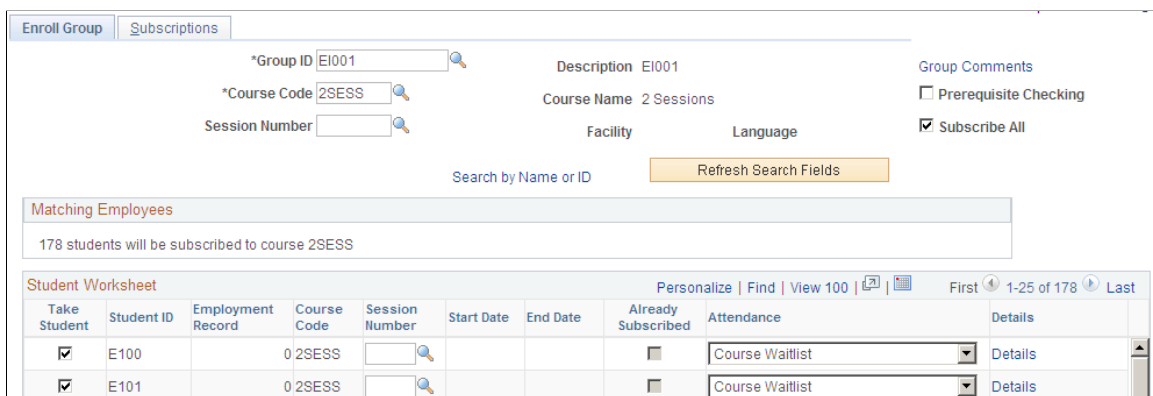 Enroll Group Subscriptions
*Group ID EI001 Description EI001 Group Comments
*Course Code 2SESS Course Name 2 Sessions Prerequisite Checking
Session Number Facility Language Subscribe All
Search by Name or ID Refresh Search Fields
Matching Employees
178 students will be subscribed to course 2SESS
Student Worksheet Personalize | Find | View 100 | | First 1-25 of 178 Last
Take Student Student ID Employment Record Course Code Session Number Start Date End Date Already Subscribed Attendance Details
E100 0 2SESS Course Waitlist Details
E101 0 2SESS Course Waitlist Details